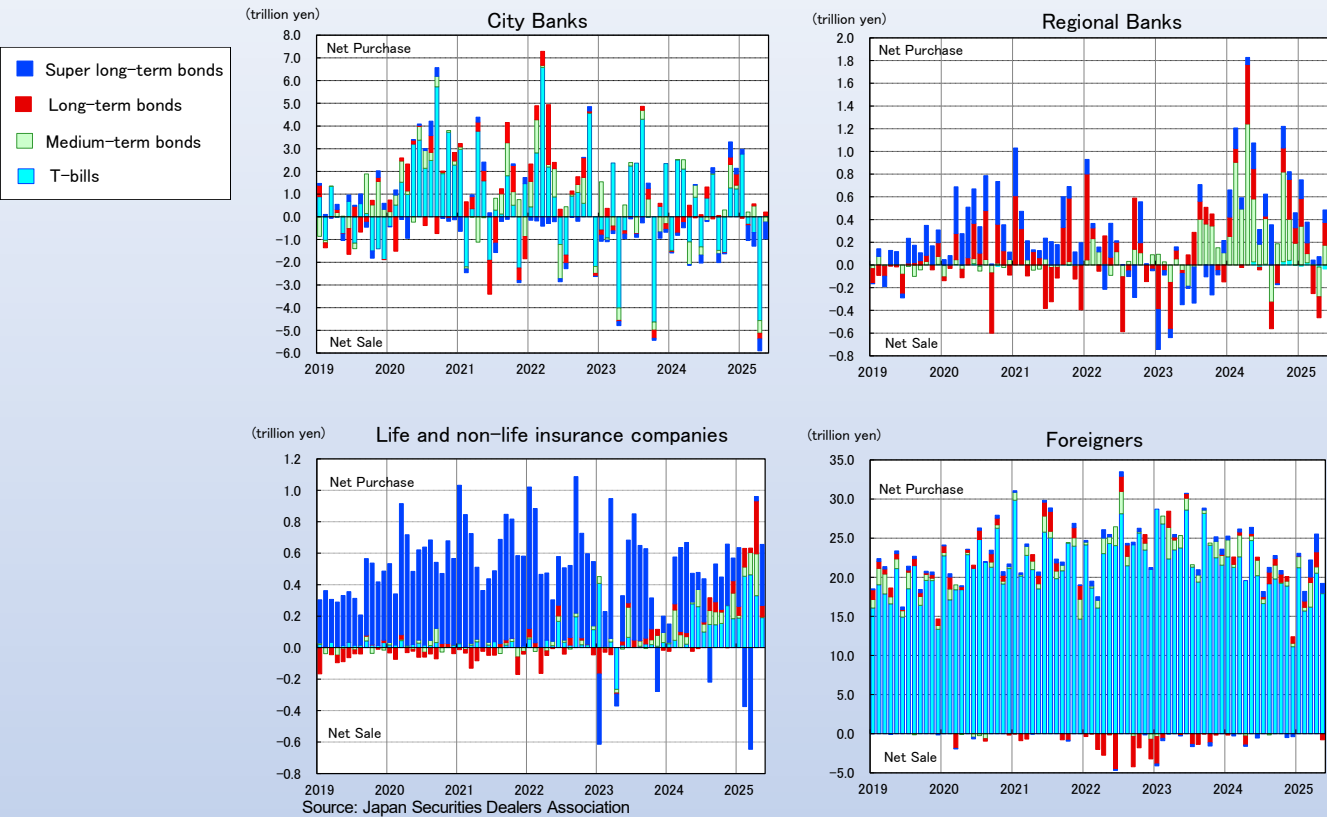 Super long-term bonds
Long-term bonds
Medium-term bonds
T-bills
(trillion yen)
City Banks
8.0
7.0
6.0
5.0
4.0
3.0
2.0
1.0
0.0
-1.0
-2.0
-3.0
-4.0
-5.0
-6.0
Net Purchase
Net Sale
2019 2020 2021 2022 2023 2024 2025
(trillion yen)
Regional Banks
2.0
1.8
1.6
1.4
1.2
1.0
0.8
0.6
0.4
0.2
0.0
-0.2
-0.4
-0.6
-0.8
Net Purchase
Net Sale
2019 2020 2021 2022 2023 2024 2025
(trillion yen)
Life and non-life insurance companies
1.2
1.0
0.8
0.6
0.4
0.2
0.0
-0.2
-0.4
-0.6
-0.8
Net Purchase
Net Sale
2019 2020 2021 2022 2023 2024 2025
(trillion yen)
Foreigners
35.0
30.0
25.0
20.0
15.0
10.0
5.0
0.0
-5.0
Net Purchase
Net Sale
2019 2020 2021 2022 2023 2024 2025
Source: Japan Securities Dealers Association